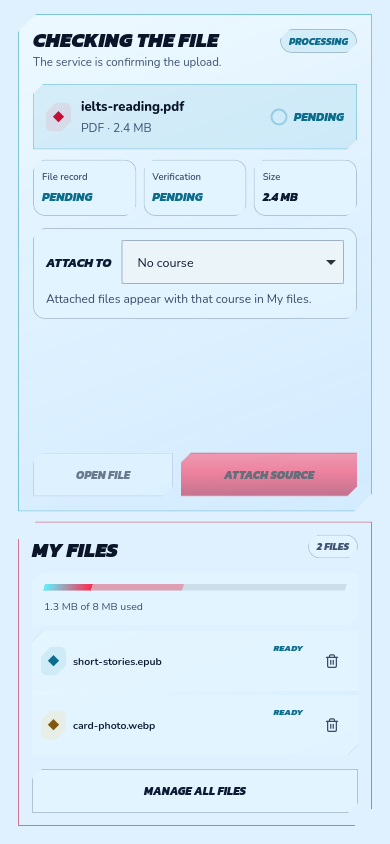 CHECKING THE FILE
PROCESSING
The service is confirming the upload.
ielts-reading.pdf
PDF · 2.4 MB
PENDING
File record
PENDING
Verification
PENDING
Size
2.4 MB
ATTACH TO
No course
Attached files appear with that course in My files.
OPEN FILE
ATTACH SOURCE
MY FILES
2 FILES
1.3 MB of 8 MB used
short-stories.epub
READY
card-photo.webp
READY
MANAGE ALL FILES